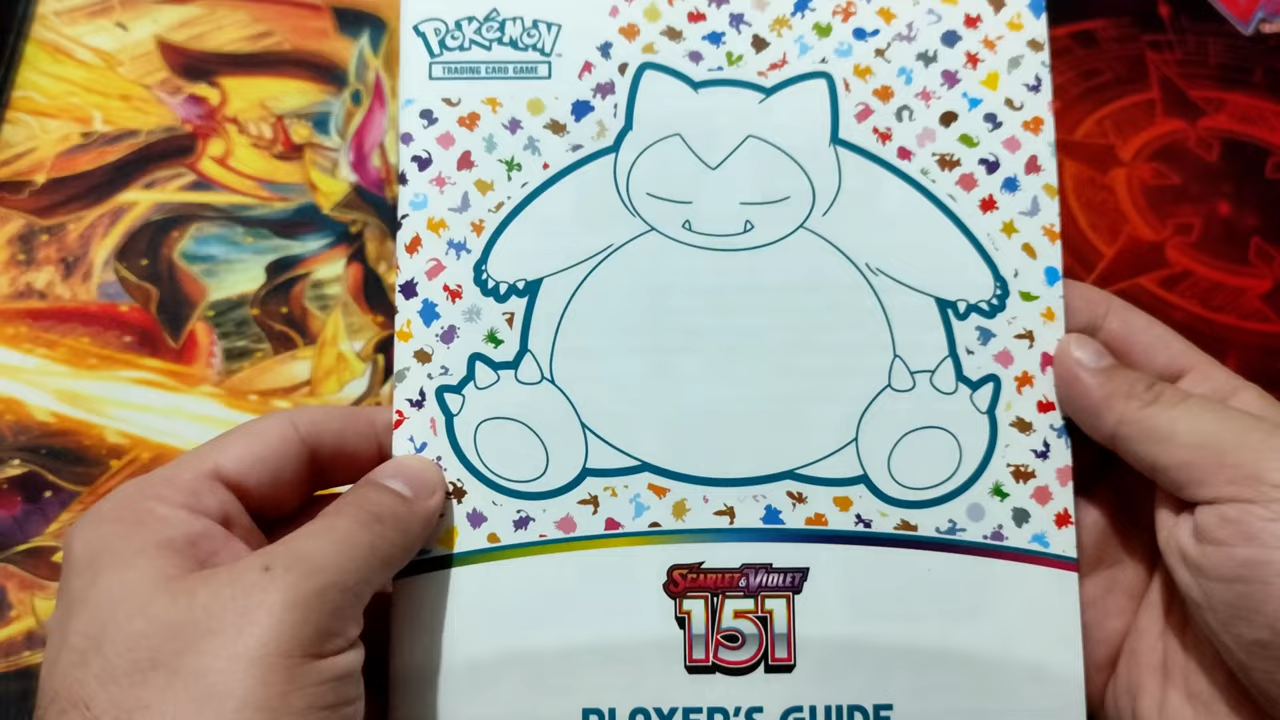 POKéMON
TRADING CARD GAME
SCARLET & VIOLET
151
PLAYER'S GUIDE